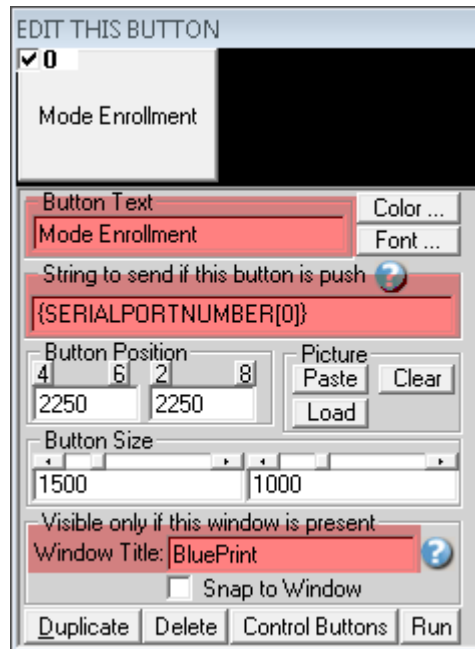 EDIT THIS BUTTON
0
Mode Enrollment
Button Text
Color ...
Mode Enrollment
Font ...
String to send if this button is push ?
{SERIALPORTNUMBER[0]}
Button Position
Picture
4 6 2 8
Paste Clear
2250 2250
Load
Button Size
1500 1000
Visible only if this window is present
Window Title: BluePrint ?
Snap to Window
Duplicate Delete Control Buttons Run